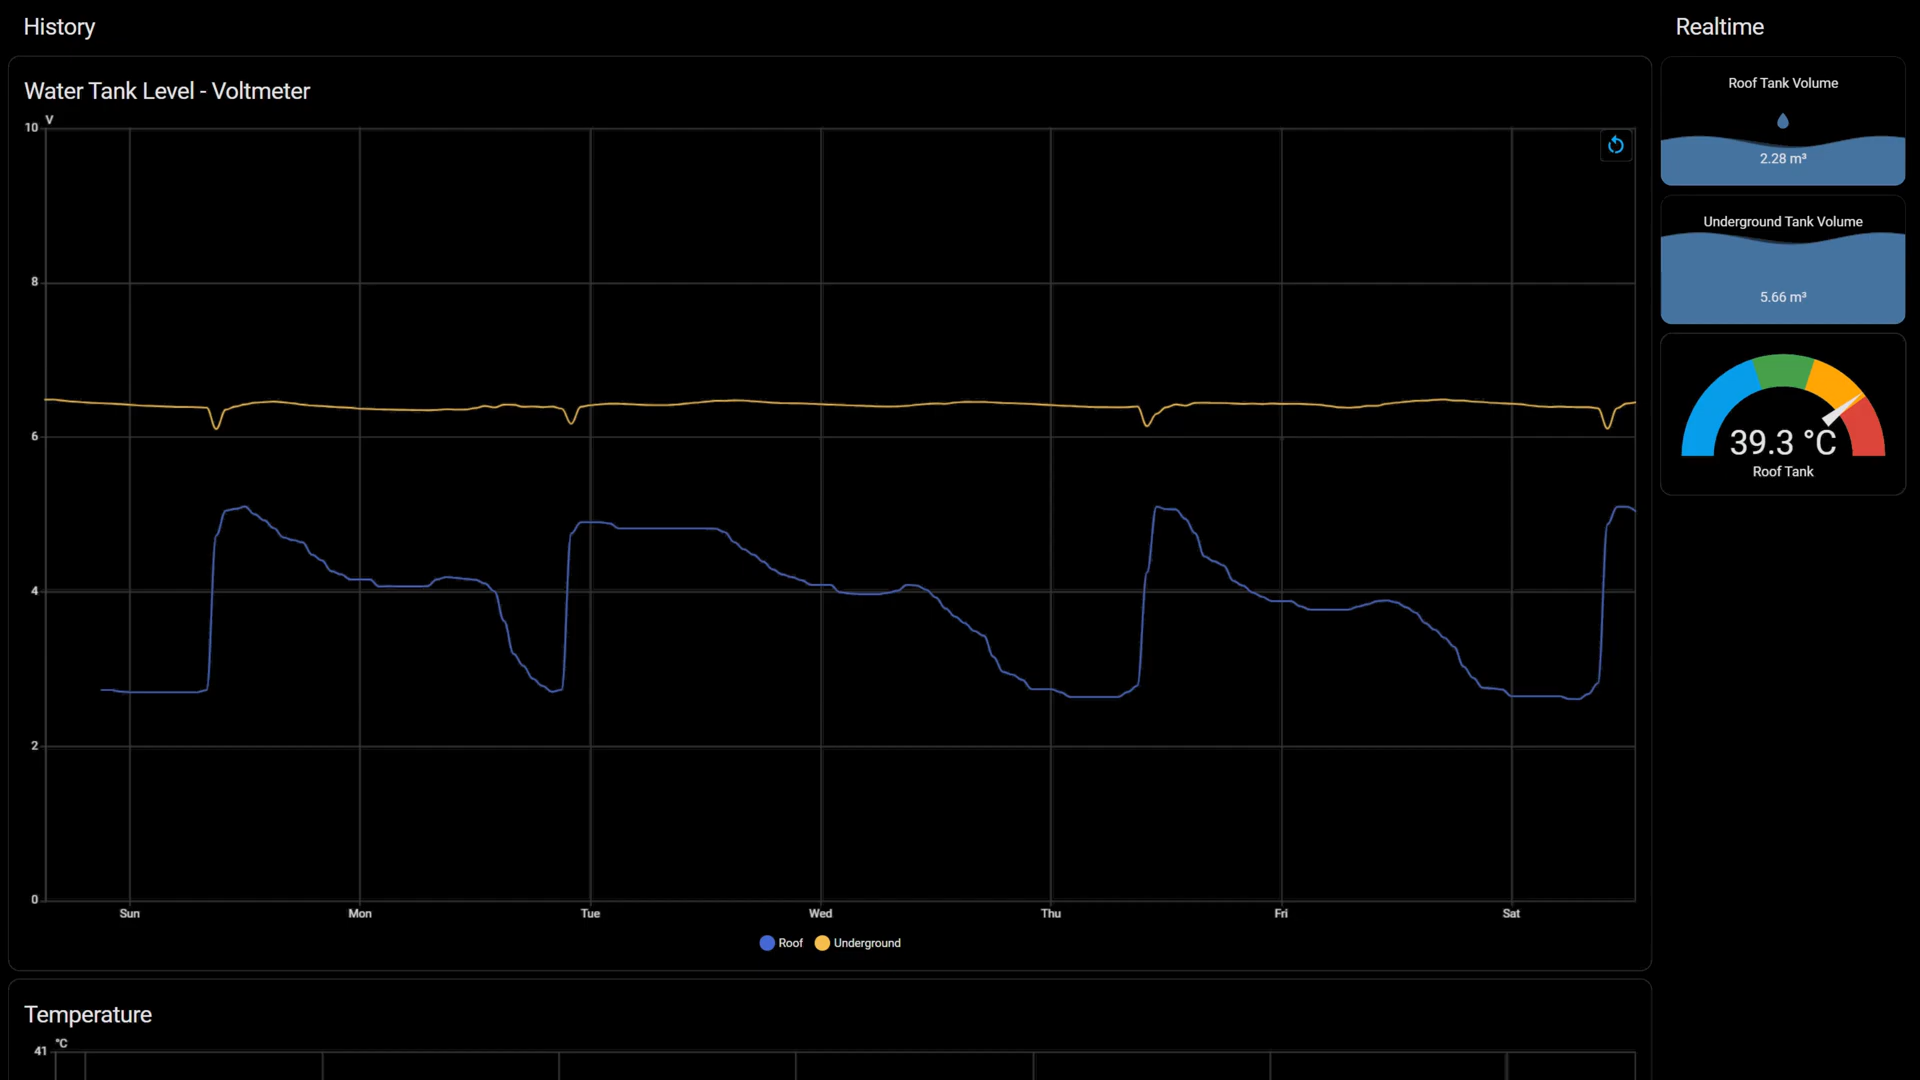 History
Realtime
Water Tank Level - Voltmeter
V
10
8
6
4
2
0
Sun Mon Tue Wed Thu Fri Sat
Roof Underground
Roof Tank Volume
2.28 m³
Underground Tank Volume
5.66 m³
39.3 °C
Roof Tank
Temperature
°C
41